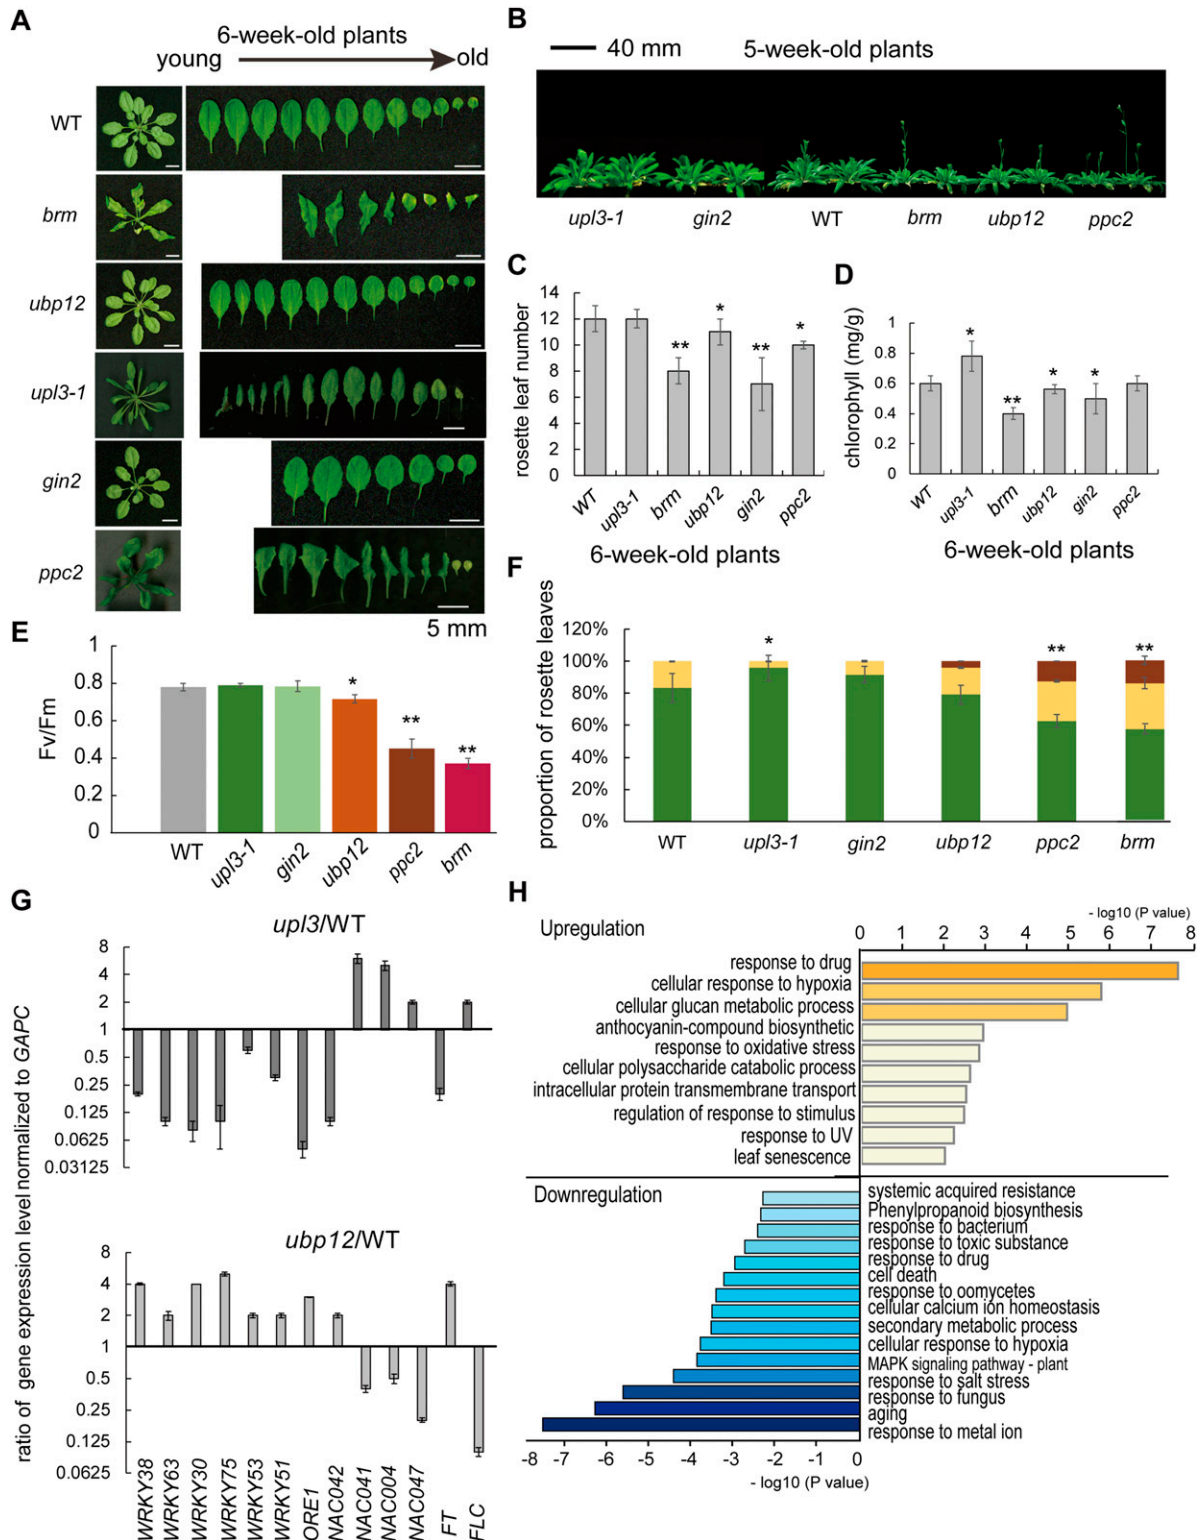 A
6-week-old plants
young
old
WT
brm
ubp12
upl3-1
gin2
ppc2
5 mm
B
40 mm
5-week-old plants
upl3-1
gin2
WT
brm
ubp12
ppc2
C
rosette leaf number
14
12
10
8
6
4
2
0
**
*
**
*
WT
upl3-1
brm
ubp12
gin2
ppc2
6-week-old plants
D
chlorophyll (mg/g)
1
0.8
0.6
0.4
0.2
0
*
**
*
*
WT
upl3-1
brm
ubp12
gin2
ppc2
6-week-old plants
E
Fv/Fm
1
0.8
0.6
0.4
0.2
0
*
**
**
WT
upl3-1
gin2
ubp12
ppc2
brm
F
proportion of rosette leaves
120%
100%
80%
60%
40%
20%
0%
*
**
**
WT
upl3-1
gin2
ubp12
ppc2
brm
G
ratio of gene expression level normalized to GAPC
upl3/WT
8
4
2
1
0.5
0.25
0.125
0.0625
0.03125
ubp12/WT
8
4
2
1
0.5
0.25
0.125
0.0625
WRKY38
WRKY63
WRKY30
WRKY75
WRKY53
WRKY51
ORE1
NAC042
NAC041
NAC004
NAC047
FT
FLC
H
- log10 (P value)
Upregulation
0 1 2 3 4 5 6 7 8
response to drug
cellular response to hypoxia
cellular glucan metabolic process
anthocyanin-compound biosynthetic
response to oxidative stress
cellular polysaccharide catabolic process
intracellular protein transmembrane transport
regulation of response to stimulus
response to UV
leaf senescence
Downregulation
systemic acquired resistance
Phenylpropanoid biosynthesis
response to bacterium
response to toxic substance
response to drug
cell death
response to oomycetes
cellular calcium ion homeostasis
secondary metabolic process
cellular response to hypoxia
MAPK signaling pathway - plant
response to salt stress
response to fungus
aging
response to metal ion
-8 -7 -6 -5 -4 -3 -2 -1 0
- log10 (P value)